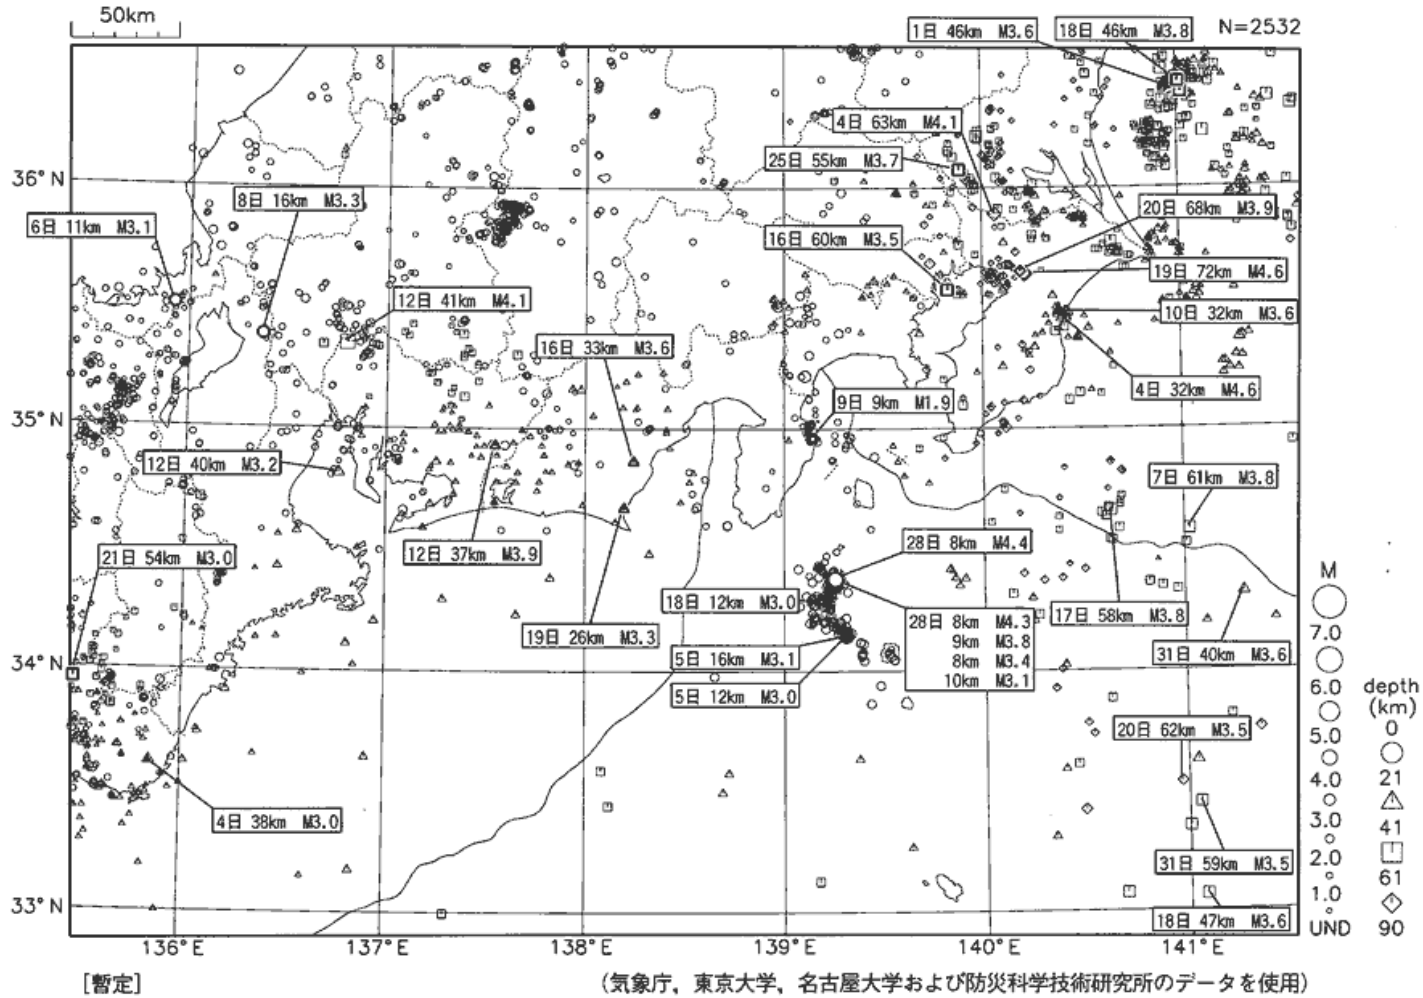 50km
1日 46km M3.6
18日 46km M3.8
N=2532
4日 63km M4.1
25日 55km M3.7
36°N
8日 16km M3.3
6日 11km M3.1
20日 68km M3.9
16日 60km M3.5
19日 72km M4.6
12日 41km M4.1
10日 32km M3.6
16日 33km M3.6
4日 32km M4.6
9日 9km M1.9
35°N
12日 40km M3.2
7日 61km M3.8
21日 54km M3.0
12日 37km M3.9
28日 8km M4.4
18日 12km M3.0
28日 8km M4.3
9km M3.8
8km M3.4
10km M3.1
17日 58km M3.8
19日 26km M3.3
5日 16km M3.1
31日 40km M3.6
34°N
5日 12km M3.0
20日 62km M3.5
4日 38km M3.0
31日 59km M3.5
33°N
18日 47km M3.6
136°E
137°E
138°E
139°E
140°E
141°E
M
7.0
6.0
5.0
4.0
3.0
2.0
1.0
UND
depth
(km)
0
21
41
61
90
[暫定]
(気象庁，東京大学，名古屋大学および防災科学技術研究所のデータを使用)